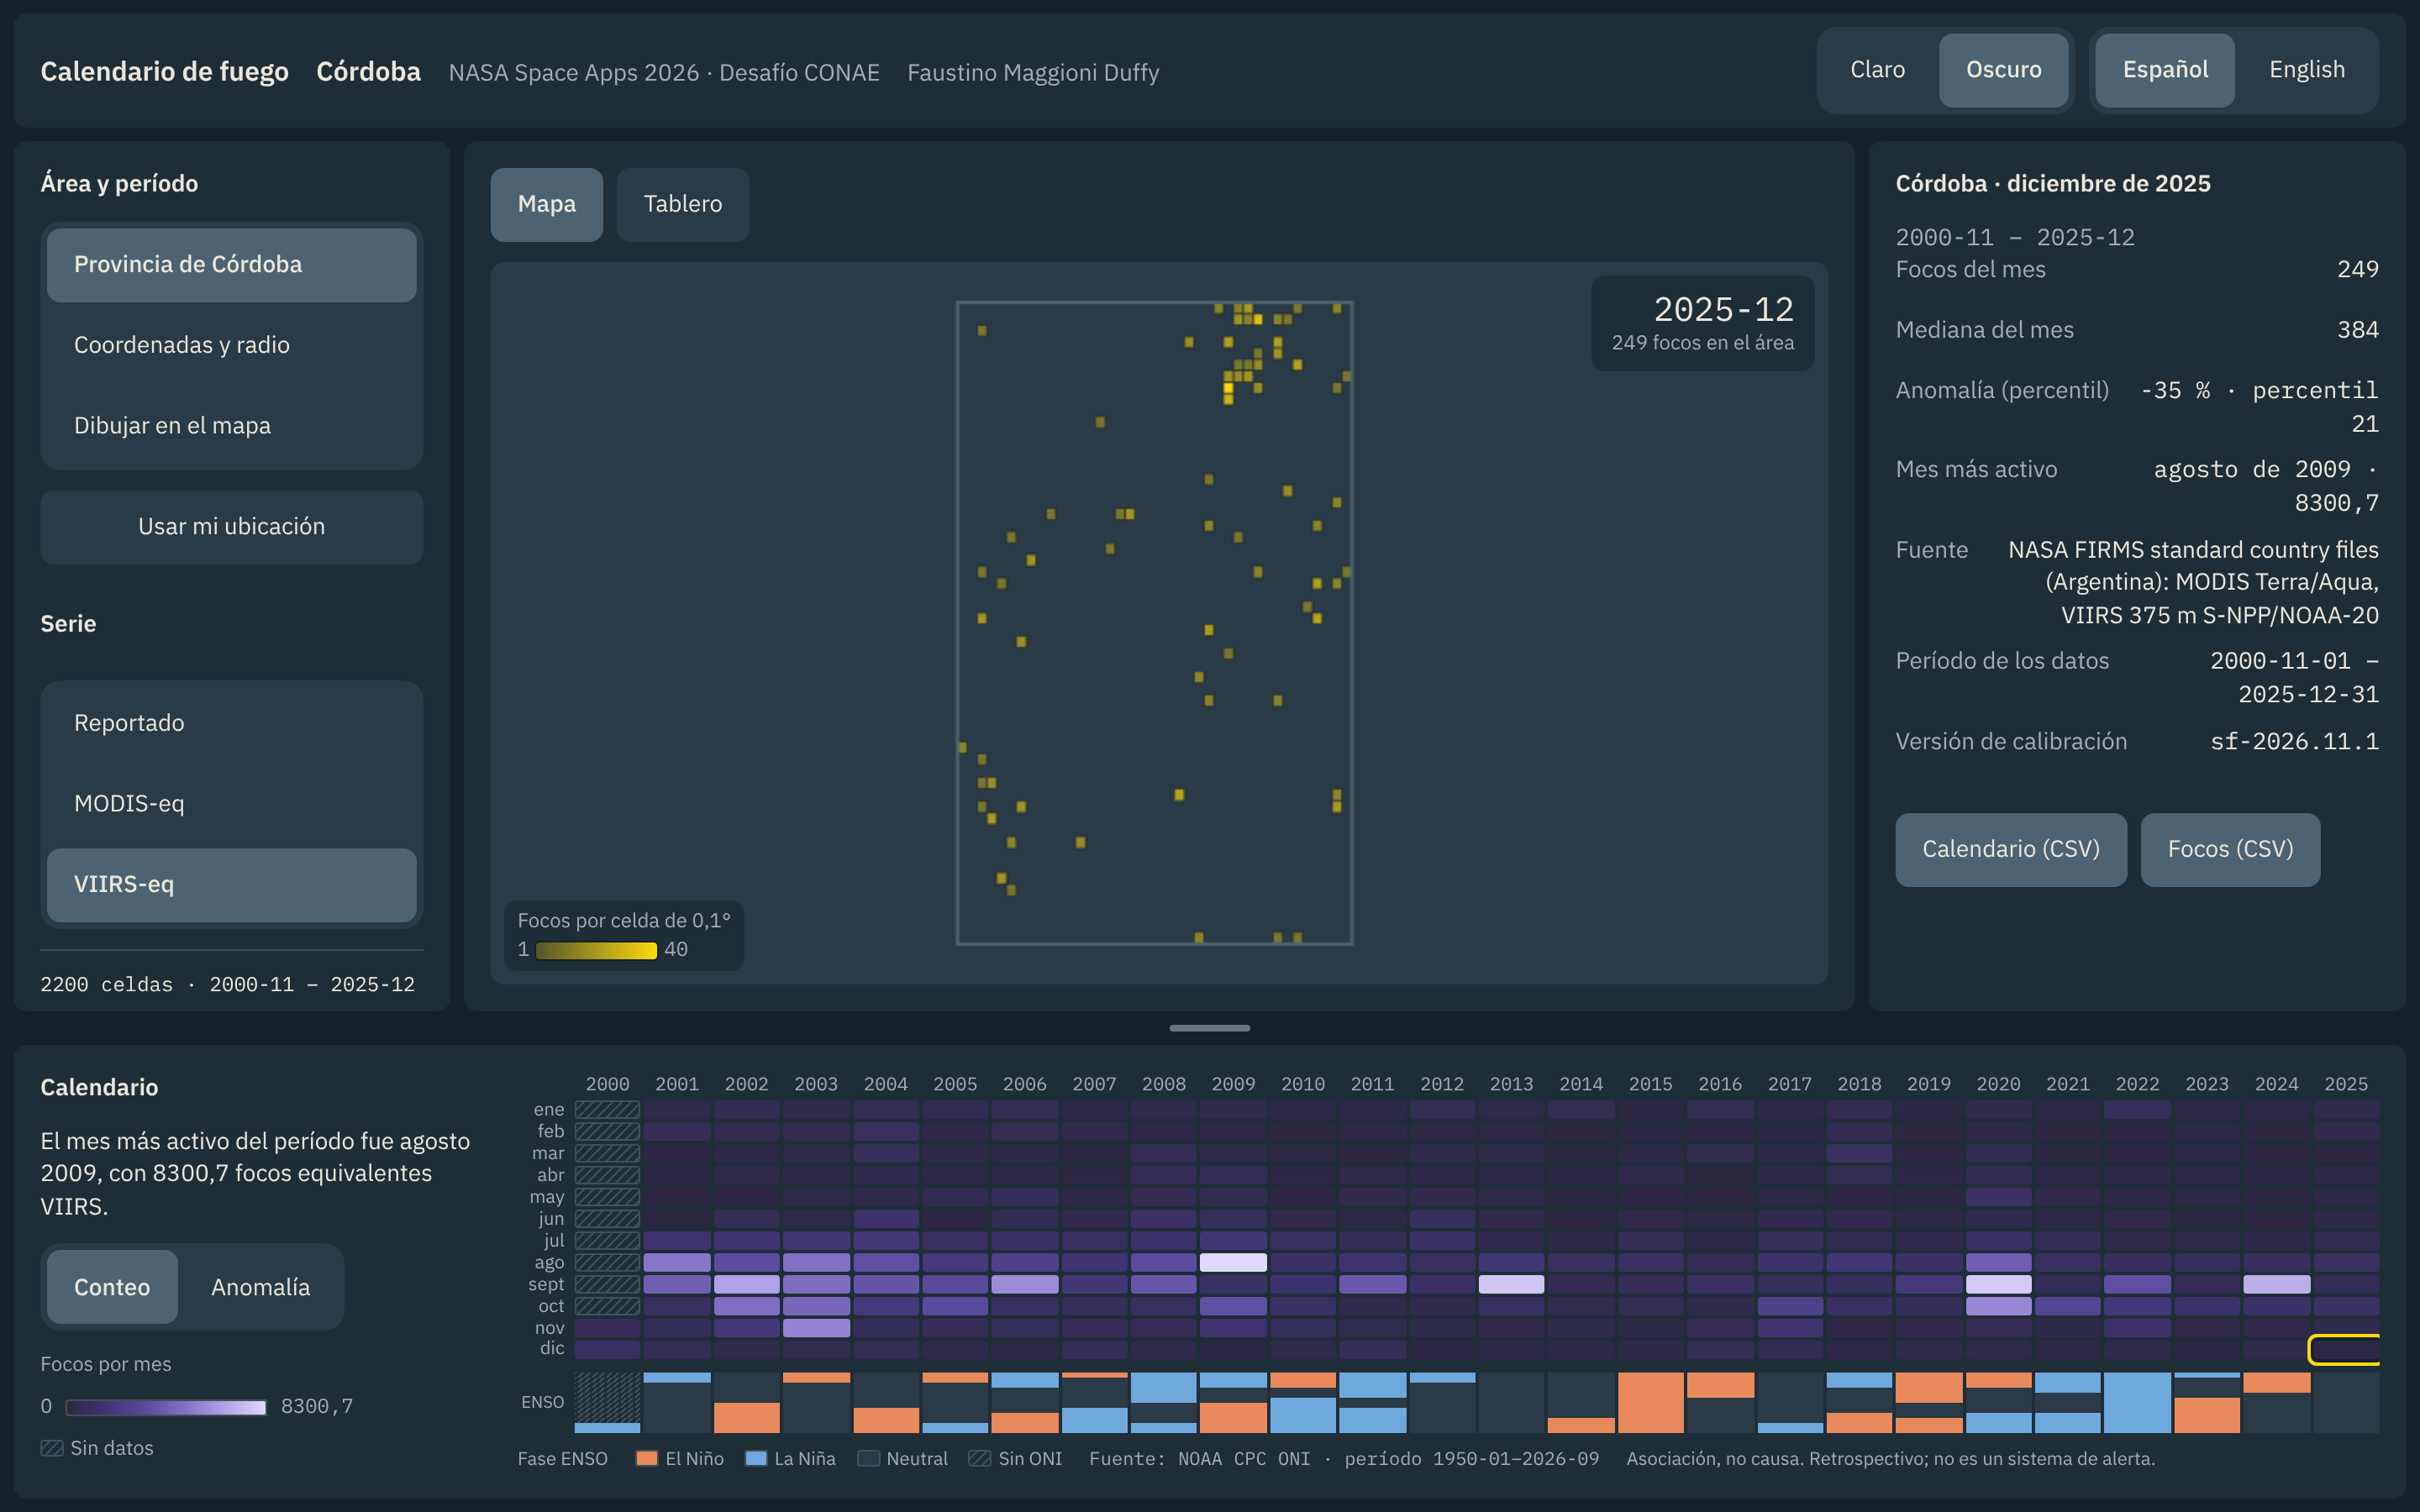 Calendario de fuego Córdoba NASA Space Apps 2026 · Desafío CONAE Faustino Maggioni Duffy
Claro Oscuro Español English
Área y período
Provincia de Córdoba
Coordenadas y radio
Dibujar en el mapa
Usar mi ubicación
Serie
Reportado
MODIS-eq
VIIRS-eq
2200 celdas · 2000-11 – 2025-12
Mapa Tablero
2025-12
249 focos en el área
Focos por celda de 0,1°
1 40
Córdoba · diciembre de 2025
2000-11 – 2025-12
Focos del mes 249
Mediana del mes 384
Anomalía (percentil) -35 % · percentil
21
Mes más activo agosto de 2009 ·
8300,7
Fuente NASA FIRMS standard country files
(Argentina): MODIS Terra/Aqua,
VIIRS 375 m S-NPP/NOAA-20
Período de los datos 2000-11-01 –
2025-12-31
Versión de calibración sf-2026.11.1
Calendario (CSV) Focos (CSV)
Calendario
El mes más activo del período fue agosto
2009, con 8300,7 focos equivalentes
VIIRS.
Conteo Anomalía
Focos por mes
0 8300,7
Sin datos
2000 2001 2002 2003 2004 2005 2006 2007 2008 2009 2010 2011 2012 2013 2014 2015 2016 2017 2018 2019 2020 2021 2022 2023 2024 2025
ene
feb
mar
abr
may
jun
jul
ago
sept
oct
nov
dic
ENSO
Fase ENSO El Niño La Niña Neutral Sin ONI Fuente: NOAA CPC ONI · período 1950-01–2026-09 Asociación, no causa. Retrospectivo; no es un sistema de alerta.